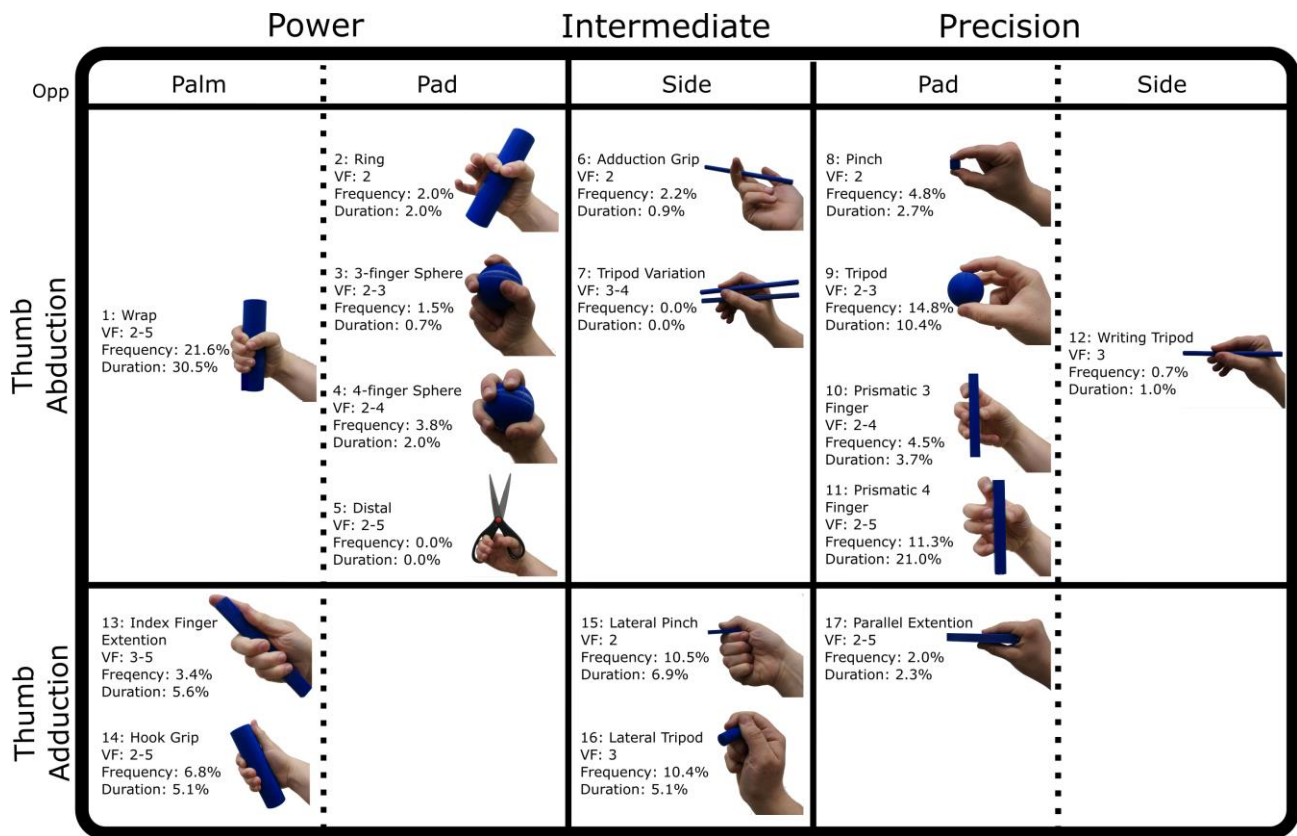 Power
Intermediate
Precision
Opp
Palm
Pad
Side
Pad
Side
Thumb
Abduction
1: Wrap
VF: 2-5
Frequency: 21.6%
Duration: 30.5%
2: Ring
VF: 2
Frequency: 2.0%
Duration: 2.0%
3: 3-finger Sphere
VF: 2-3
Frequency: 1.5%
Duration: 0.7%
4: 4-finger Sphere
VF: 2-4
Frequency: 3.8%
Duration: 2.0%
5: Distal
VF: 2-5
Frequency: 0.0%
Duration: 0.0%
6: Adduction Grip
VF: 2
Frequency: 2.2%
Duration: 0.9%
7: Tripod Variation
VF: 3-4
Frequency: 0.0%
Duration: 0.0%
8: Pinch
VF: 2
Frequency: 4.8%
Duration: 2.7%
9: Tripod
VF: 2-3
Frequency: 14.8%
Duration: 10.4%
10: Prismatic 3
Finger
VF: 2-4
Frequency: 4.5%
Duration: 3.7%
11: Prismatic 4
Finger
VF: 2-5
Frequency: 11.3%
Duration: 21.0%
12: Writing Tripod
VF: 3
Frequency: 0.7%
Duration: 1.0%
Thumb
Adduction
13: Index Finger
Extention
VF: 3-5
Freqency: 3.4%
Duration: 5.6%
14: Hook Grip
VF: 2-5
Frequency: 6.8%
Duration: 5.1%
15: Lateral Pinch
VF: 2
Frequency: 10.5%
Duration: 6.9%
16: Lateral Tripod
VF: 3
Frequency: 10.4%
Duration: 5.1%
17: Parallel Extention
VF: 2-5
Frequency: 2.0%
Duration: 2.3%